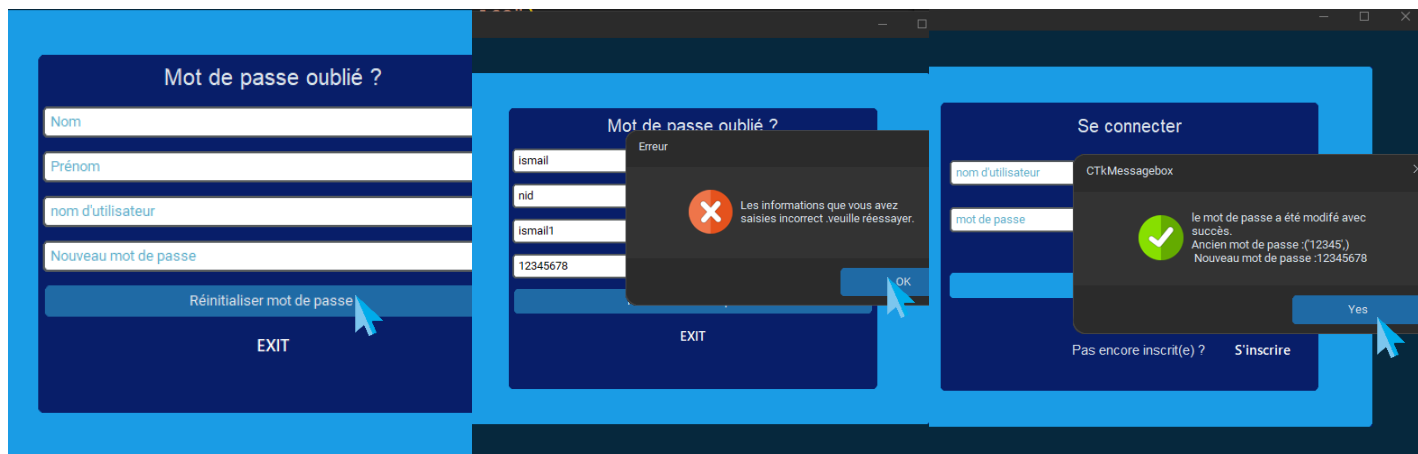 Mot de passe oublié ?
Nom
Prénom
nom d'utilisateur
Nouveau mot de passe
Réinitialiser mot de passe
EXIT
Mot de passe oublié ?
ismail
nid
ismail1
12345678
EXIT
Erreur
Les informations que vous avez
saisies incorrect .veuille réessayer.
OK
Se connecter
nom d'utilisateur
mot de passe
CTkMessagebox
le mot de passe a été modifé avec
succès.
Ancien mot de passe :('12345',)
Nouveau mot de passe :12345678
Yes
Pas encore inscrit(e) ? S'inscrire